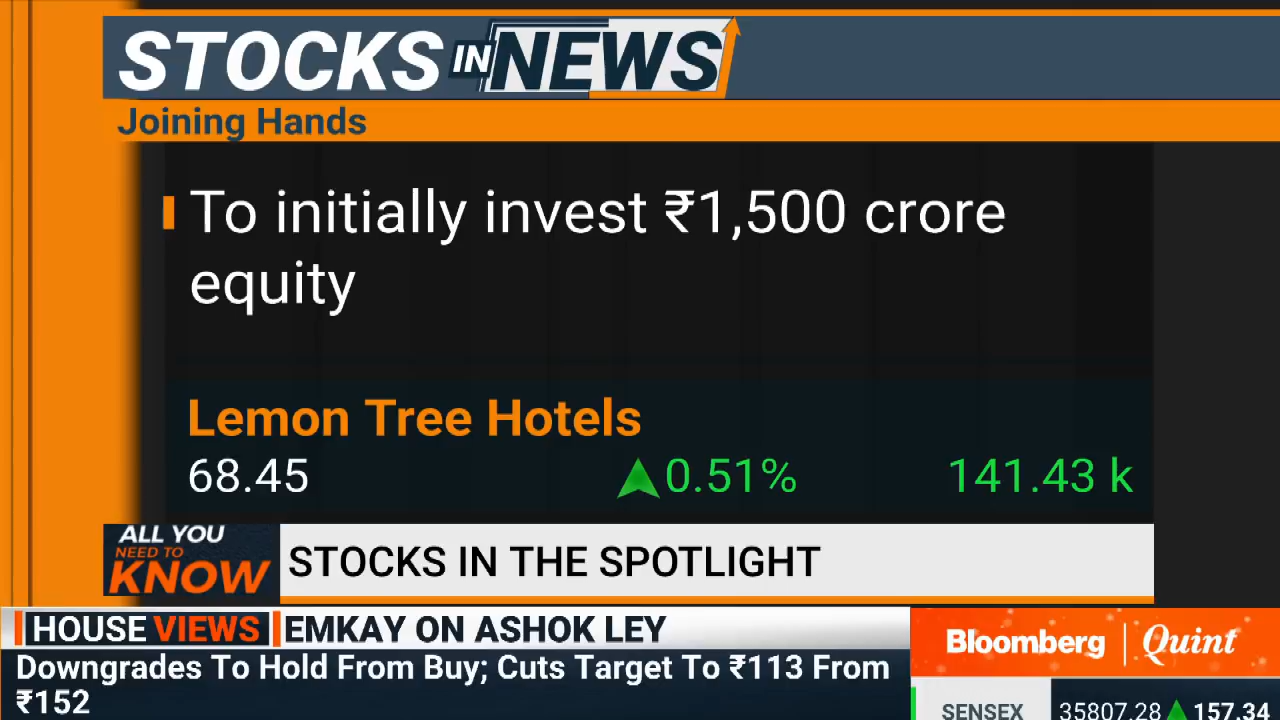 STOCKS IN NEWS
Joining Hands
To initially invest ₹1,500 crore
equity
Lemon Tree Hotels
68.45 ▲0.51% 141.43 k
ALL YOU
NEED TO
KNOW
STOCKS IN THE SPOTLIGHT
HOUSE VIEWS EMKAY ON ASHOK LEY
Downgrades To Hold From Buy; Cuts Target To ₹113 From
₹152
Bloomberg | Quint
SENSEX 35807.28 ▲157.34